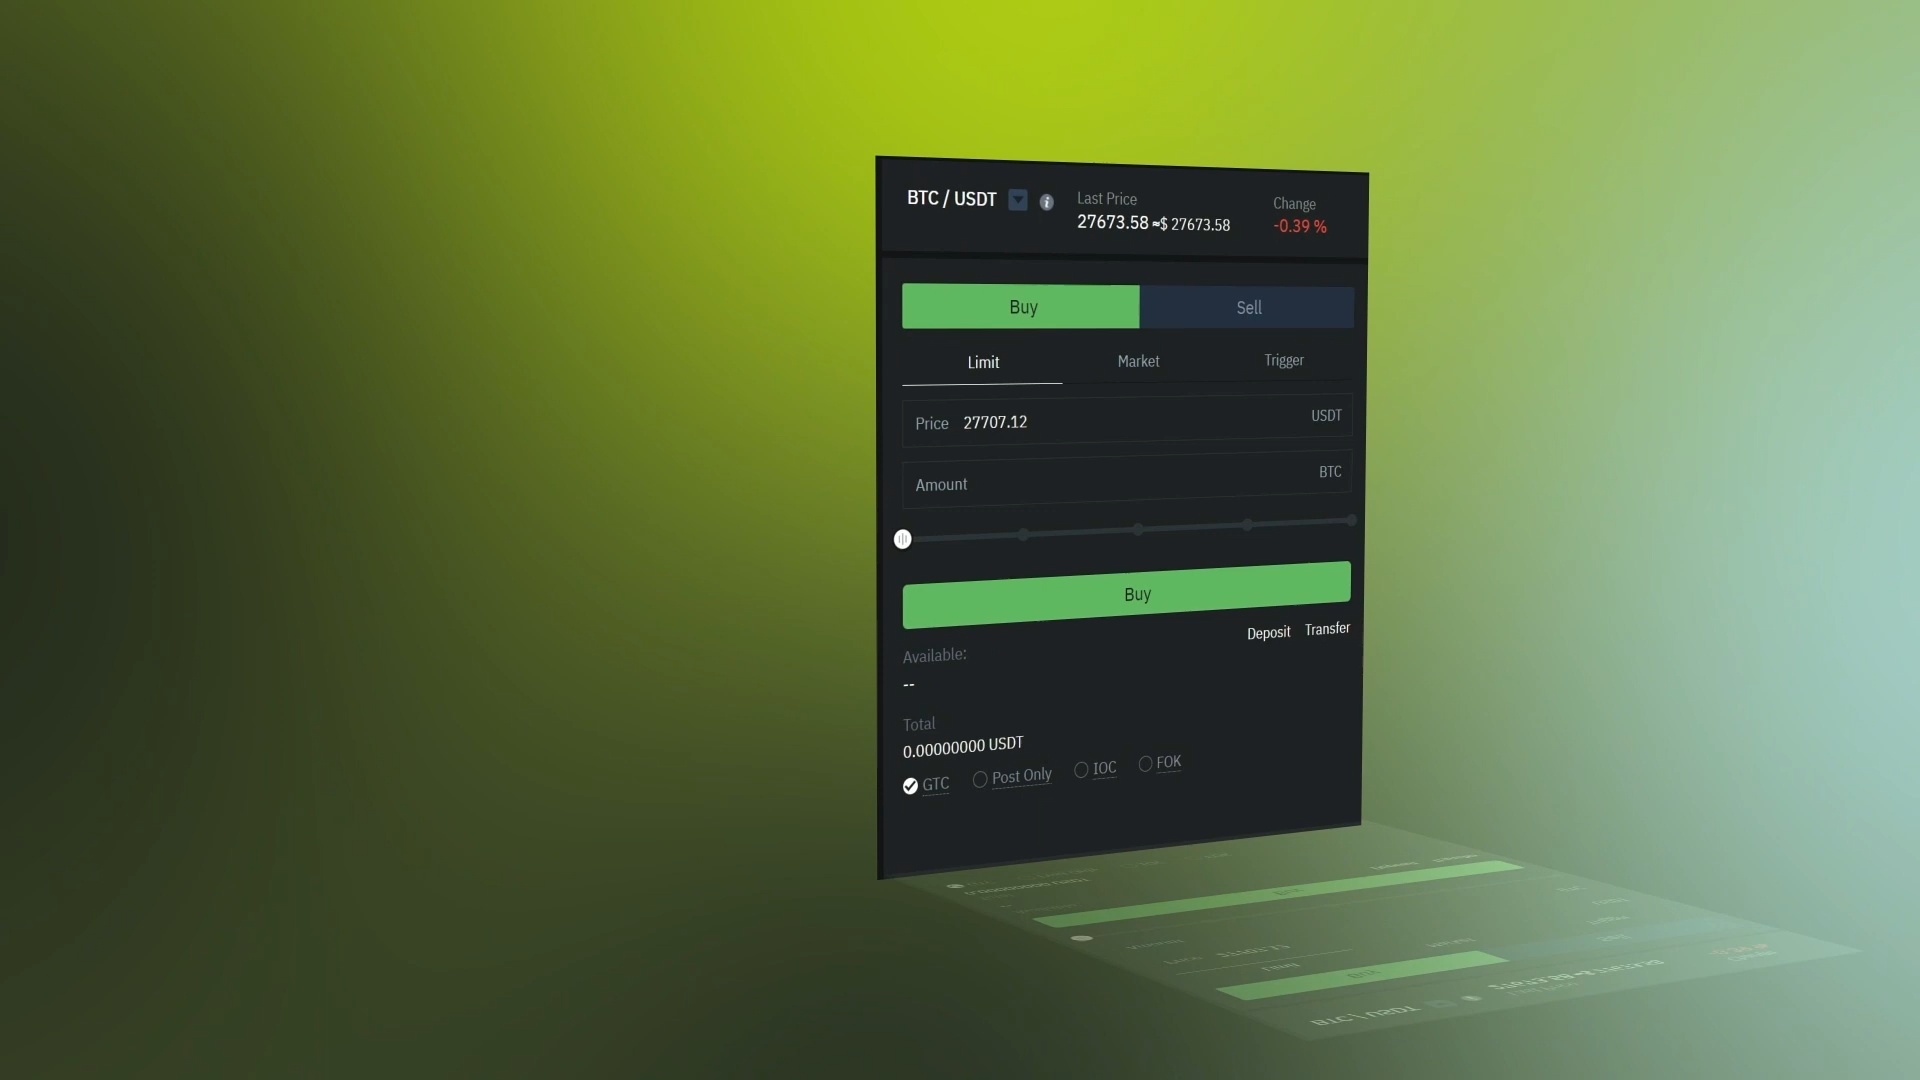 BTC / USDT
Last Price
27673.58 ≈$ 27673.58
Change
-0.39 %
Buy
Sell
Limit
Market
Trigger
Price 27707.12 USDT
Amount BTC
Buy
Deposit Transfer
Available:
--
Total
0.00000000 USDT
GTC Post Only IOC FOK